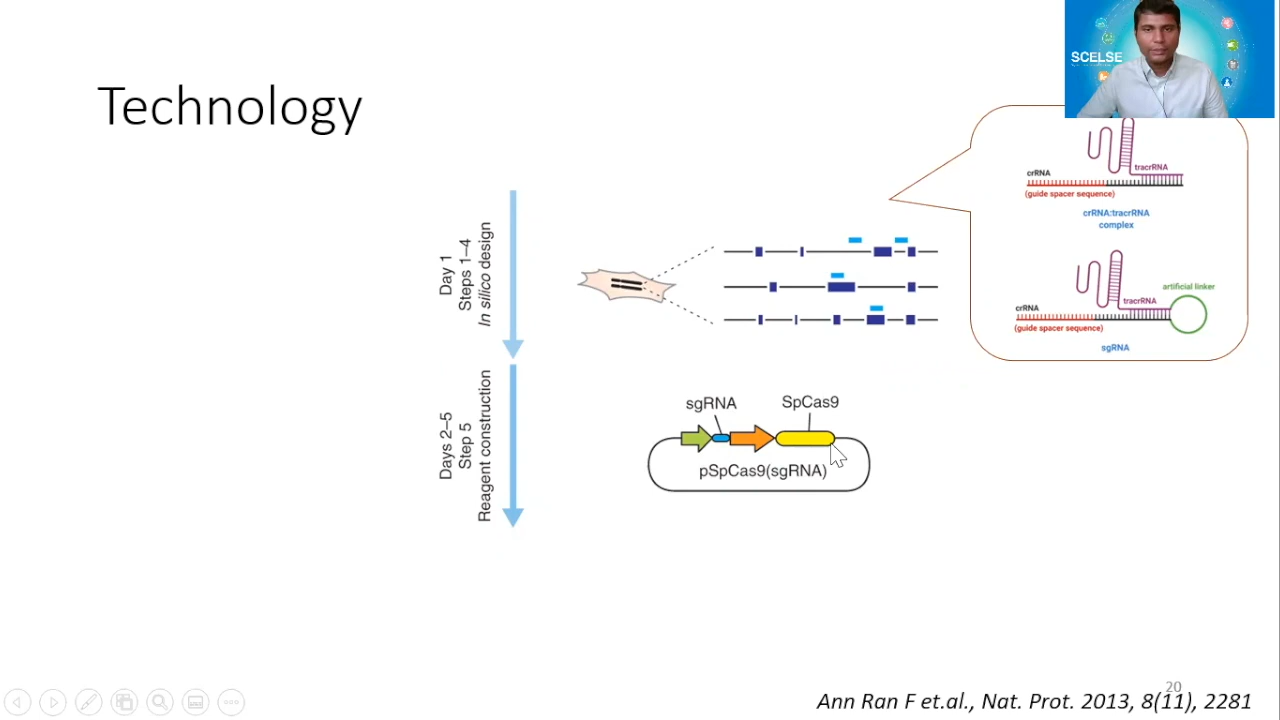 Technology
SCELSE
Day 1
Steps 1–4
In silico design
tracrRNA
crRNA
(guide spacer sequence)
crRNA:tracrRNA
complex
artificial linker
tracrRNA
crRNA
(guide spacer sequence)
sgRNA
Days 2–5
Step 5
Reagent construction
sgRNA
SpCas9
pSpCas9(sgRNA)
20
Ann Ran F et.al., Nat. Prot. 2013, 8(11), 2281